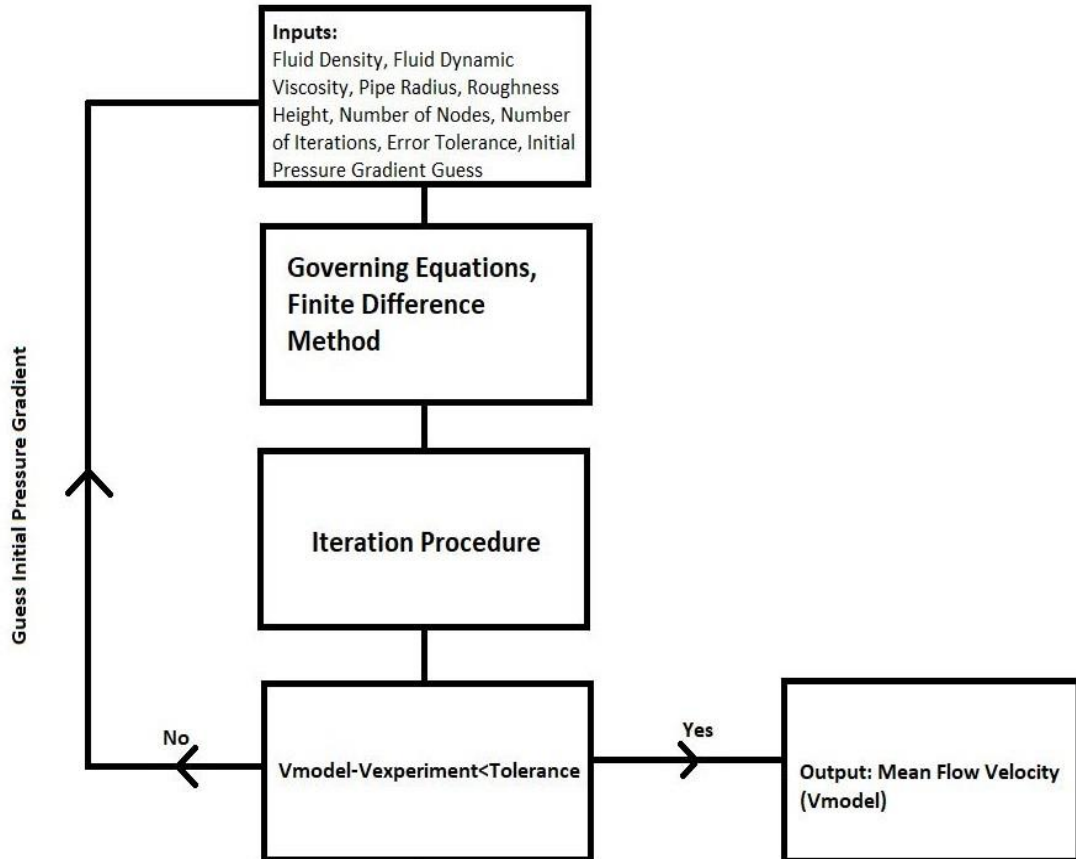 Inputs:
Fluid Density, Fluid Dynamic
Viscosity, Pipe Radius, Roughness
Height, Number of Nodes, Number
of Iterations, Error Tolerance, Initial
Pressure Gradient Guess
Governing Equations,
Finite Difference
Method
Guess Initial Pressure Gradient
Iteration Procedure
No
Vmodel-Vexperiment<Tolerance
Yes
Output: Mean Flow Velocity
(Vmodel)